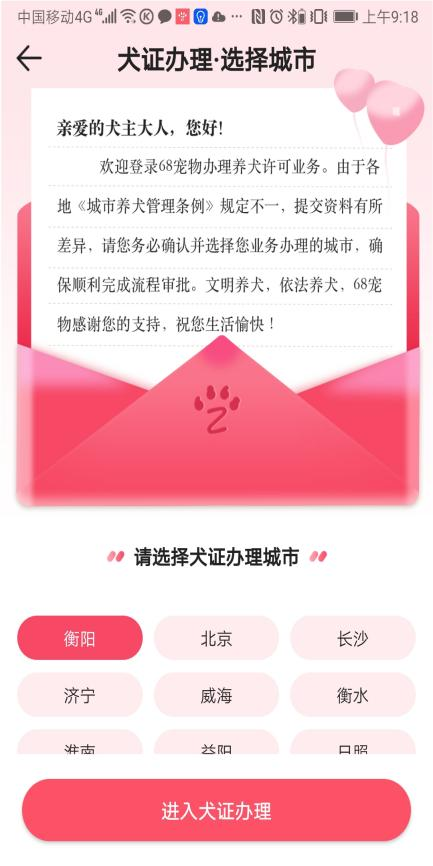 中国移动4G 4G 上午9:18
犬证办理·选择城市
亲爱的犬主大人，您好！
欢迎登录68宠物办理养犬许可业务。由于各
地《城市养犬管理条例》规定不一，提交资料有所
差异，请您务必确认并选择您业务办理的城市，确
保顺利完成流程审批。文明养犬，依法养犬，68宠
物感谢您的支持，祝您生活愉快！
请选择犬证办理城市
衡阳 北京 长沙
济宁 威海 衡水
淮南 益阳 日照
进入犬证办理